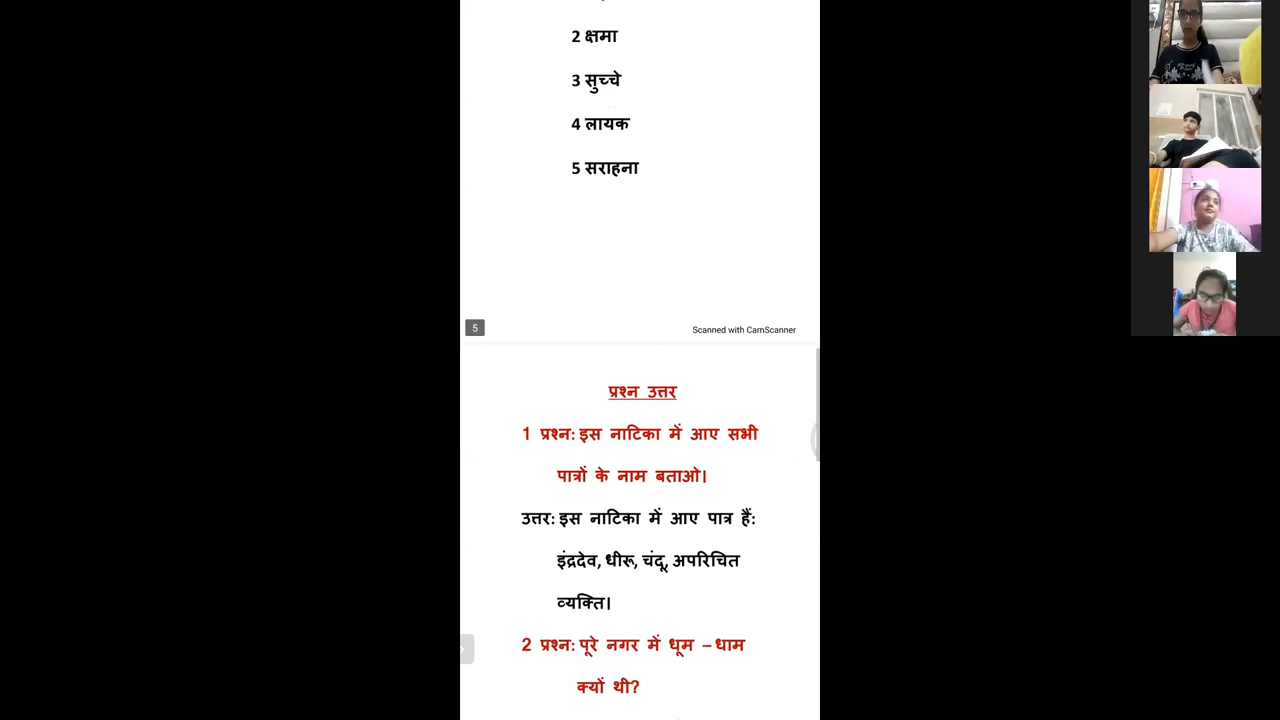 2 क्षमा
3 सुच्चे
4 लायक
5 सराहना
5
Scanned with CamScanner
प्रश्न उत्तर
1 प्रश्न: इस नाटिका में आए सभी
पात्रों के नाम बताओ।
उत्तर: इस नाटिका में आए पात्र हैं:
इंद्रदेव, धीरू, चंदू, अपरिचित
व्यक्ति।
2 प्रश्न: पूरे नगर में धूम – धाम
क्यों थी?